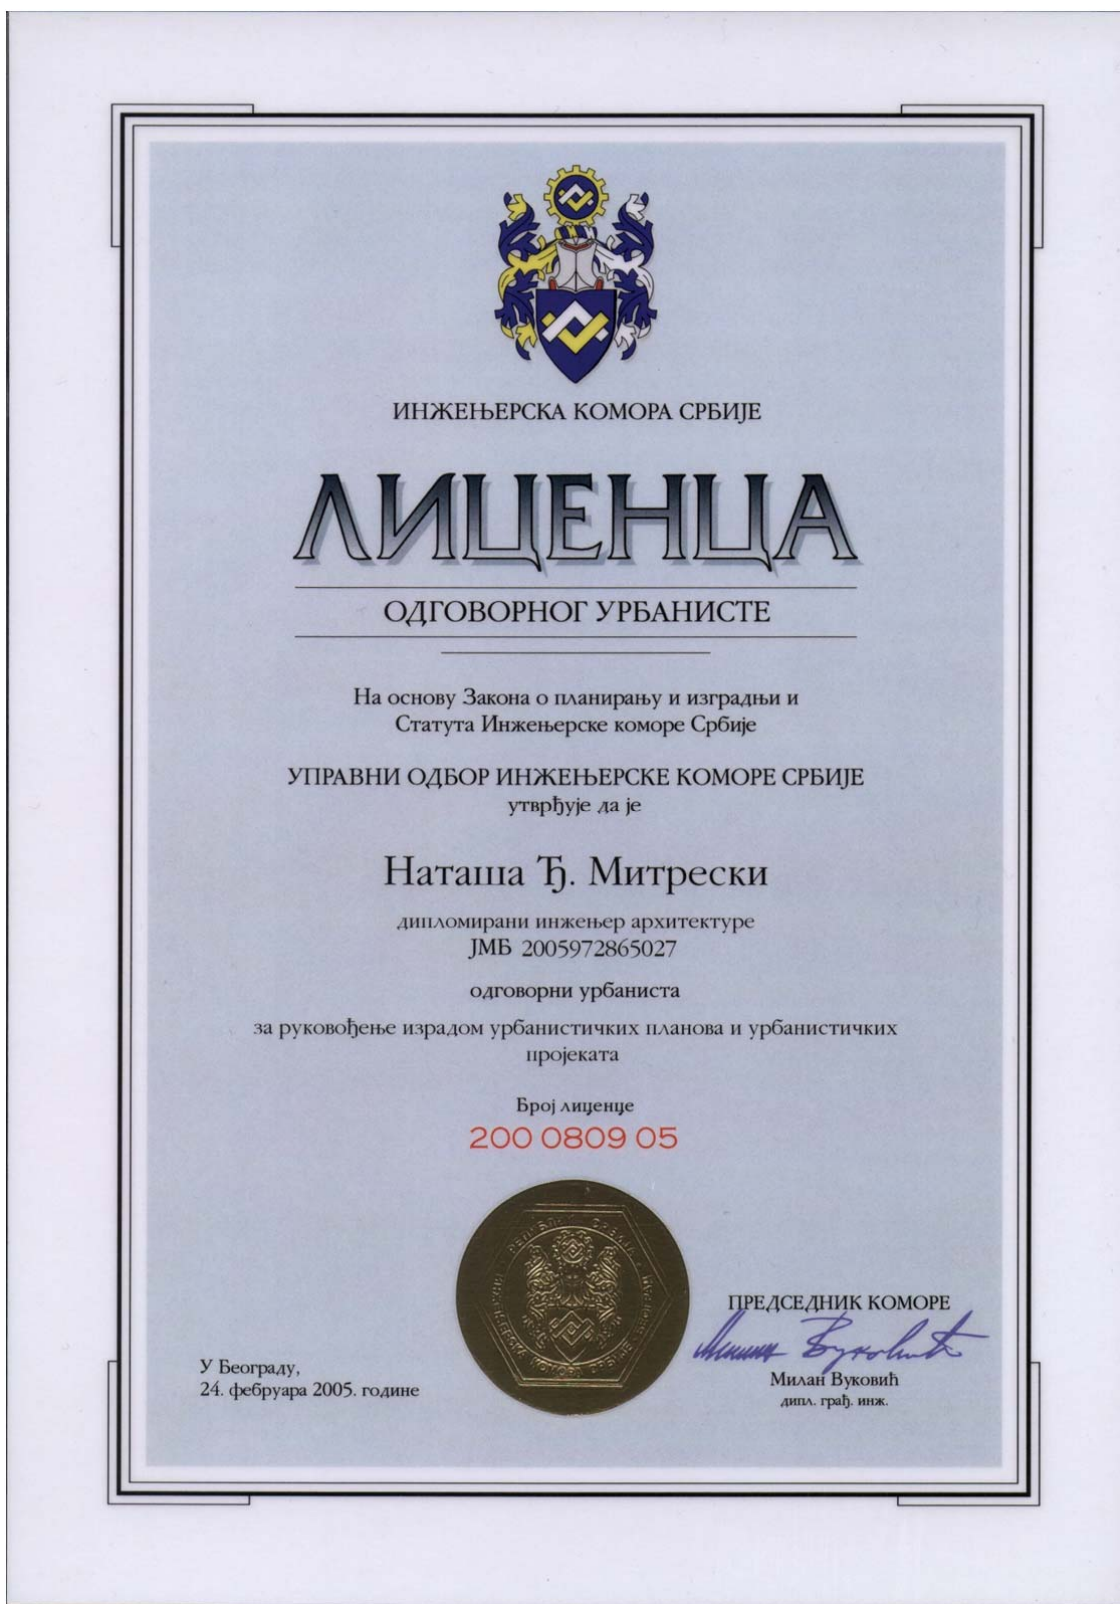 ИНЖЕЊЕРСКА КОМОРА СРБИЈЕ
ЛИЦЕНЦА
ОДГОВОРНОГ УРБАНИСТЕ
На основу Закона о планирању и изградњи и
Статута Инжењерске коморе Србије
УПРАВНИ ОДБОР ИНЖЕЊЕРСКЕ КОМОРЕ СРБИЈЕ
утврђује да је
Наташа Ђ. Митрески
дипломирани инжењер архитектуре
ЈМБ 2005972865027
одговорни урбаниста
за руковођење израдом урбанистичких планова и урбанистичких
пројеката
Број лиценце
200 0809 05
ПРЕДСЕДНИК КОМОРЕ
Милан Вуковић
Милан Вуковић
дипл. грађ. инж.
У Београду,
24. фебруара 2005. године